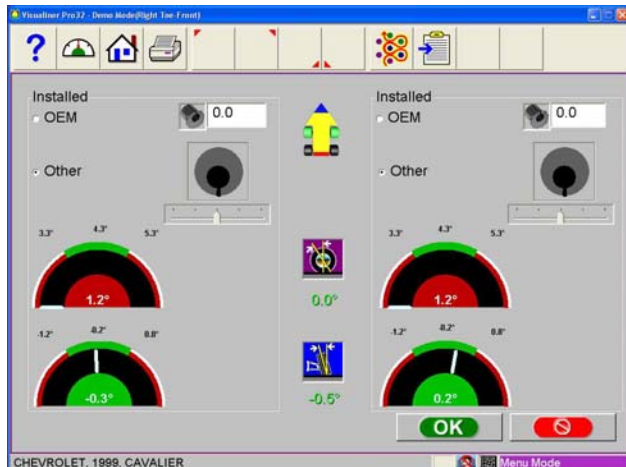 Visualiner Pro32 - Demo Mode(Right Toe-Front)
?
Installed
OEM
0.0
Other
3.3° 4.3° 5.3°
1.2°
-1.2° -0.2° 0.8°
-0.3°
0.0°
-0.5°
Installed
OEM
0.0
Other
3.3° 4.3° 5.3°
1.2°
-1.2° -0.2° 0.8°
0.2°
OK
CHEVROLET, 1999, CAVALIER
Menu Mode